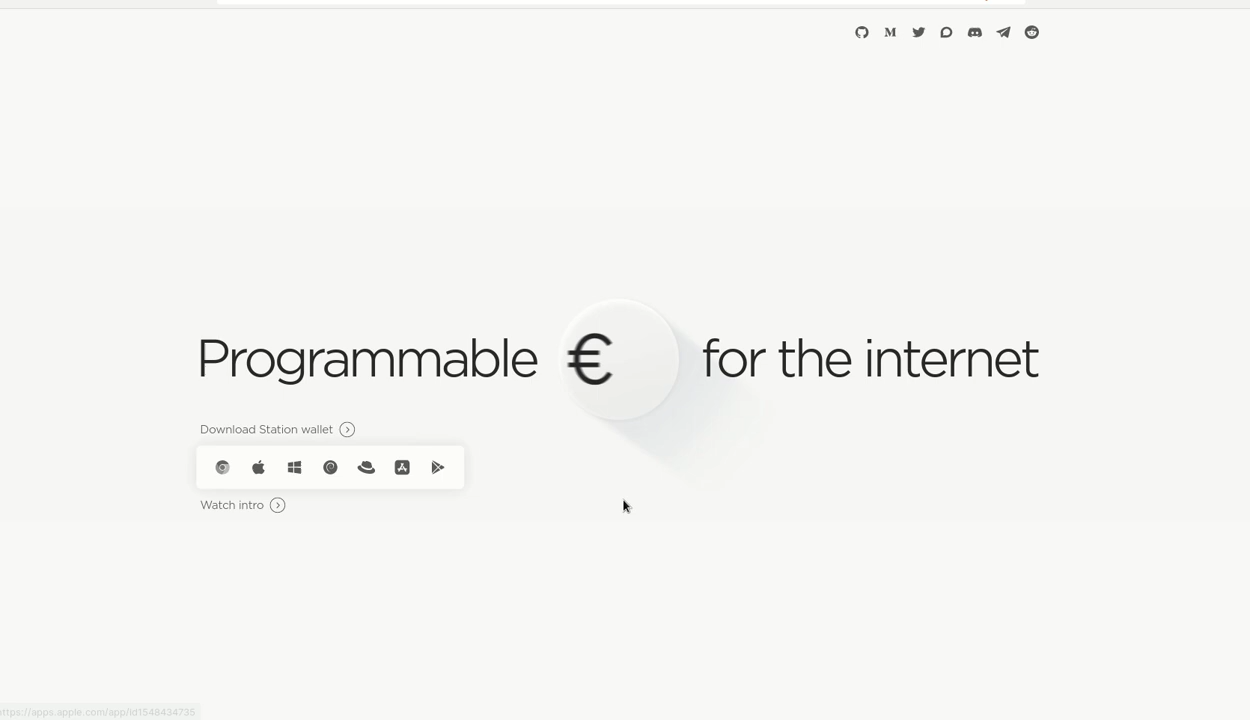 Programmable € for the internet
Download Station wallet
Watch intro
https://apps.apple.com/app/id1548434735